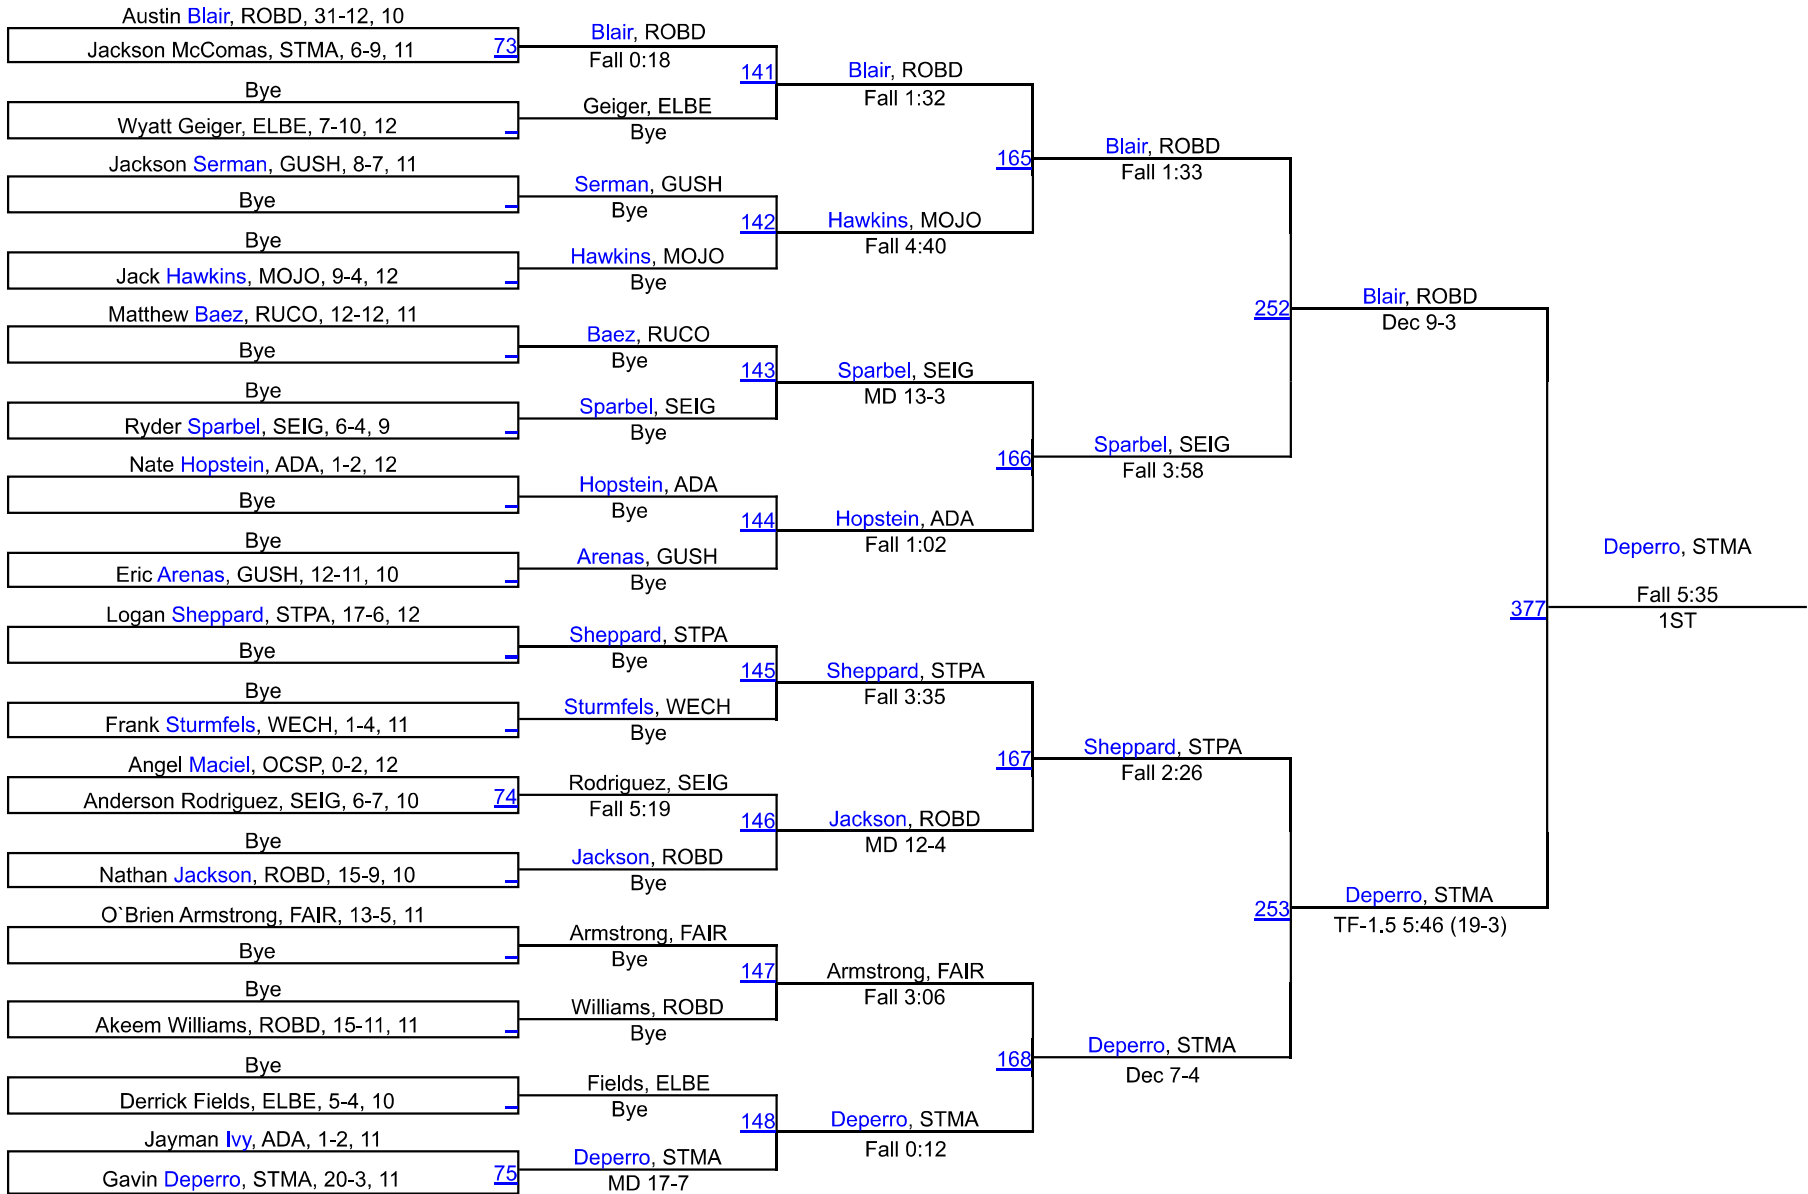 Austin Blair, ROBD, 31-12, 10
Jackson McComas, STMA, 6-9, 11
73
Bye
Wyatt Geiger, ELBE, 7-10, 12
Jackson Serman, GUSH, 8-7, 11
Bye
Bye
Jack Hawkins, MOJO, 9-4, 12
Matthew Baez, RUCO, 12-12, 11
Bye
Bye
Ryder Sparbel, SEIG, 6-4, 9
Nate Hopstein, ADA, 1-2, 12
Bye
Bye
Eric Arenas, GUSH, 12-11, 10
Logan Sheppard, STPA, 17-6, 12
Bye
Bye
Frank Sturmfels, WECH, 1-4, 11
Angel Maciel, OCSP, 0-2, 12
Anderson Rodriguez, SEIG, 6-7, 10
74
Bye
Nathan Jackson, ROBD, 15-9, 10
O`Brien Armstrong, FAIR, 13-5, 11
Bye
Bye
Akeem Williams, ROBD, 15-11, 11
Bye
Derrick Fields, ELBE, 5-4, 10
Jayman Ivy, ADA, 1-2, 11
Gavin Deperro, STMA, 20-3, 11
75
Blair, ROBD
Fall 0:18
141
Geiger, ELBE
Bye
Serman, GUSH
Bye
142
Hawkins, MOJO
Bye
Baez, RUCO
Bye
143
Sparbel, SEIG
Bye
Hopstein, ADA
Bye
144
Arenas, GUSH
Bye
Sheppard, STPA
Bye
145
Sturmfels, WECH
Bye
Rodriguez, SEIG
Fall 5:19
146
Jackson, ROBD
Bye
Armstrong, FAIR
Bye
147
Williams, ROBD
Bye
Fields, ELBE
Bye
148
Deperro, STMA
MD 17-7
Blair, ROBD
Fall 1:32
165
Hawkins, MOJO
Fall 4:40
Sparbel, SEIG
MD 13-3
166
Hopstein, ADA
Fall 1:02
Sheppard, STPA
Fall 3:35
167
Jackson, ROBD
MD 12-4
Armstrong, FAIR
Fall 3:06
168
Deperro, STMA
Fall 0:12
Blair, ROBD
Fall 1:33
252
Sparbel, SEIG
Fall 3:58
Sheppard, STPA
Fall 2:26
253
Deperro, STMA
Dec 7-4
Blair, ROBD
Dec 9-3
377
Deperro, STMA
TF-1.5 5:46 (19-3)
Deperro, STMA
Fall 5:35
1ST